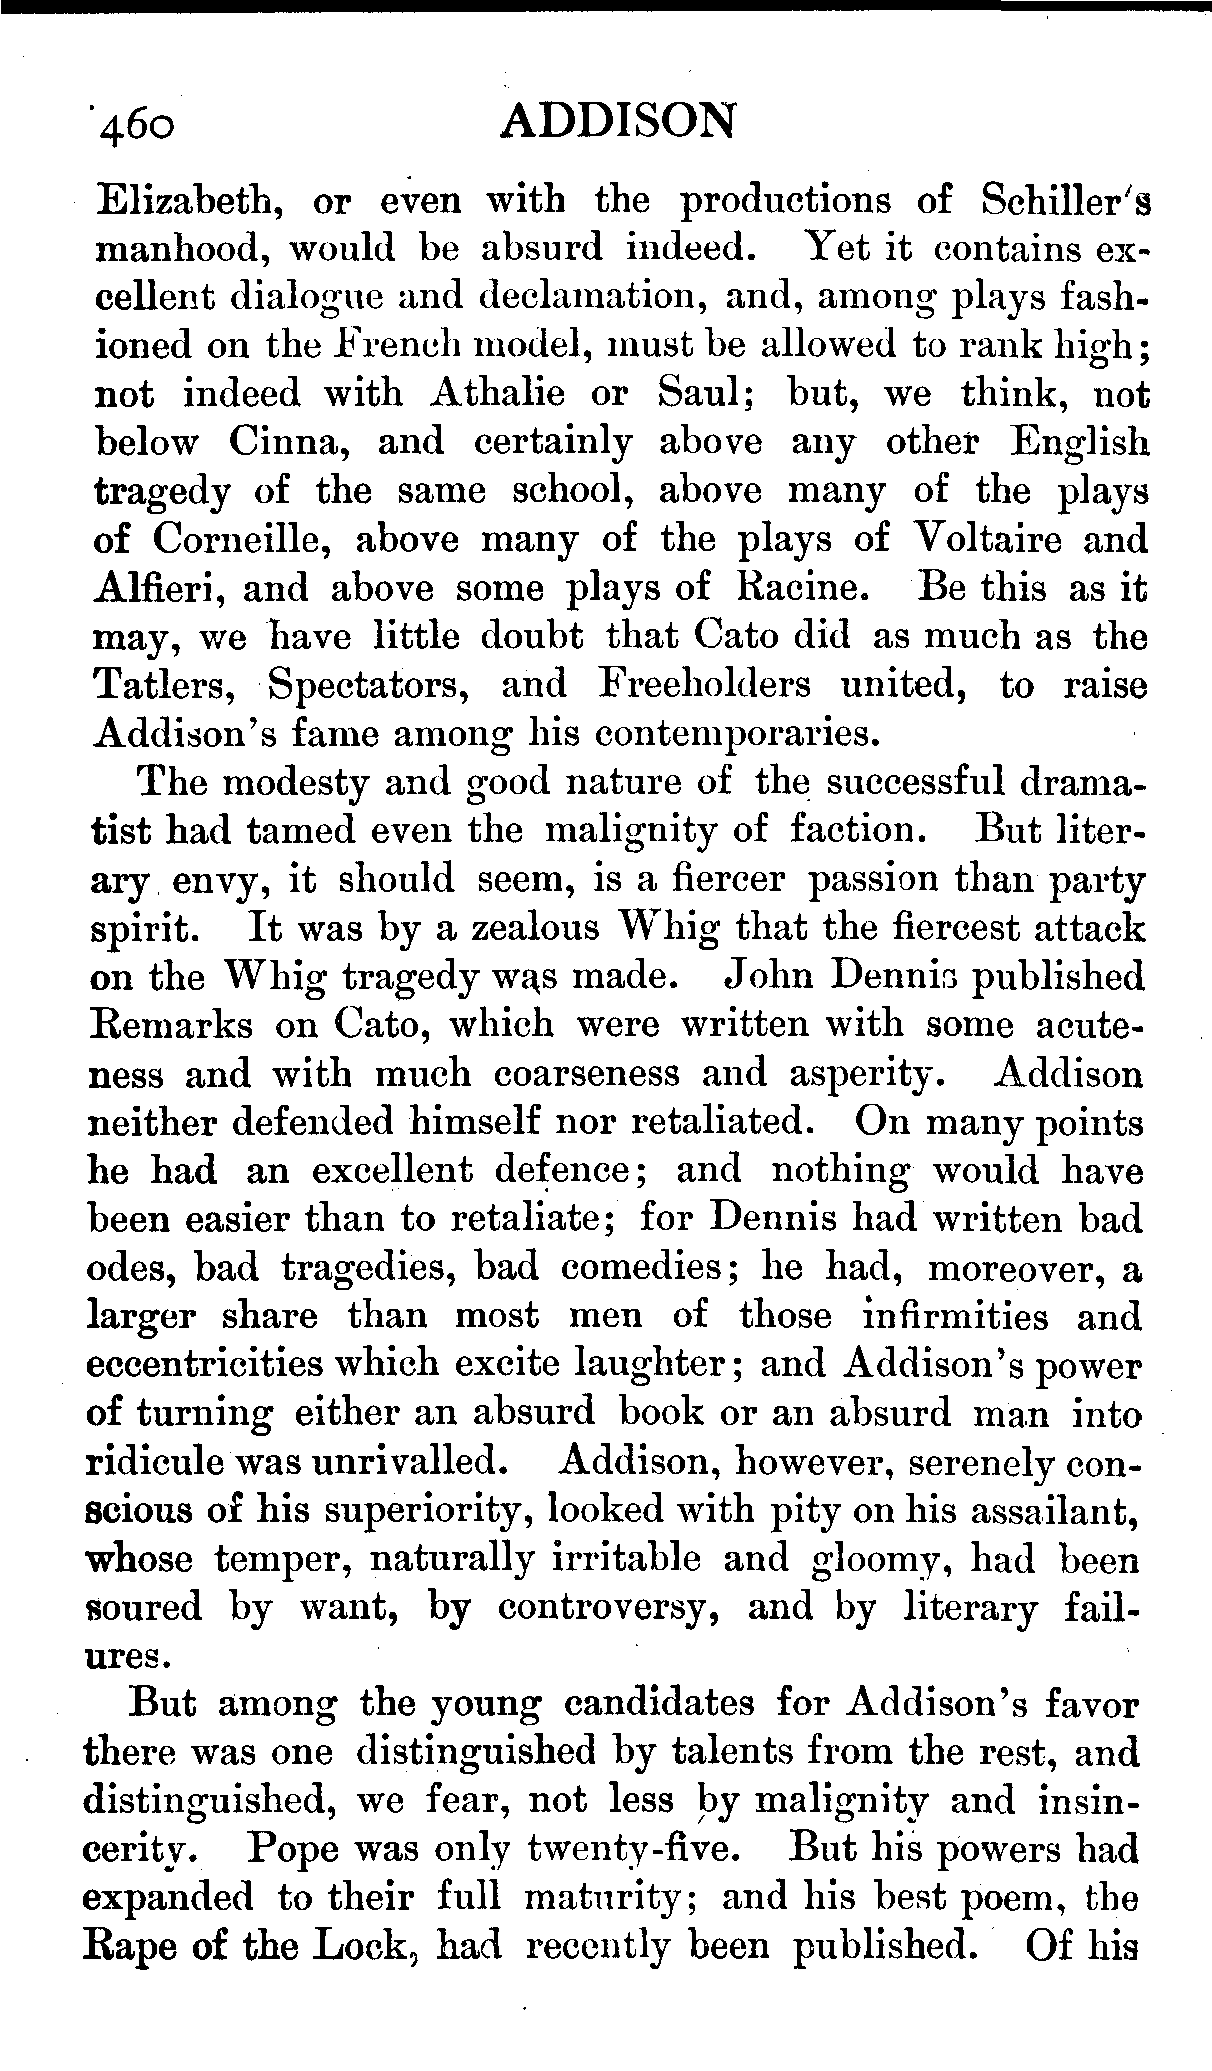 460 ADDISON
Elizabeth, or even with the productions of Schiller's
manhood, would be absurd indeed. Yet it contains ex-
cellent dialogue and declamation, and, among plays fash-
ioned on the French model, must be allowed to rank high;
not indeed with Athalie or Saul; but, we think, not
below Cinna, and certainly above any other English
tragedy of the same school, above many of the plays
of Corneille, above many of the plays of Voltaire and
Alfieri, and above some plays of Racine. Be this as it
may, we have little doubt that Cato did as much as the
Tatlers, Spectators, and Freeholders united, to raise
Addison's fame among his contemporaries.
The modesty and good nature of the successful drama-
tist had tamed even the malignity of faction. But liter-
ary envy, it should seem, is a fiercer passion than party
spirit. It was by a zealous Whig that the fiercest attack
on the Whig tragedy was made. John Dennis published
Remarks on Cato, which were written with some acute-
ness and with much coarseness and asperity. Addison
neither defended himself nor retaliated. On many points
he had an excellent defence; and nothing would have
been easier than to retaliate; for Dennis had written bad
odes, bad tragedies, bad comedies; he had, moreover, a
larger share than most men of those infirmities and
eccentricities which excite laughter; and Addison's power
of turning either an absurd book or an absurd man into
ridicule was unrivalled. Addison, however, serenely con-
scious of his superiority, looked with pity on his assailant,
whose temper, naturally irritable and gloomy, had been
soured by want, by controversy, and by literary fail-
ures.
But among the young candidates for Addison's favor
there was one distinguished by talents from the rest, and
distinguished, we fear, not less by malignity and insin-
cerity. Pope was only twenty-five. But his powers had
expanded to their full maturity; and his best poem, the
Rape of the Lock, had recently been published. Of his